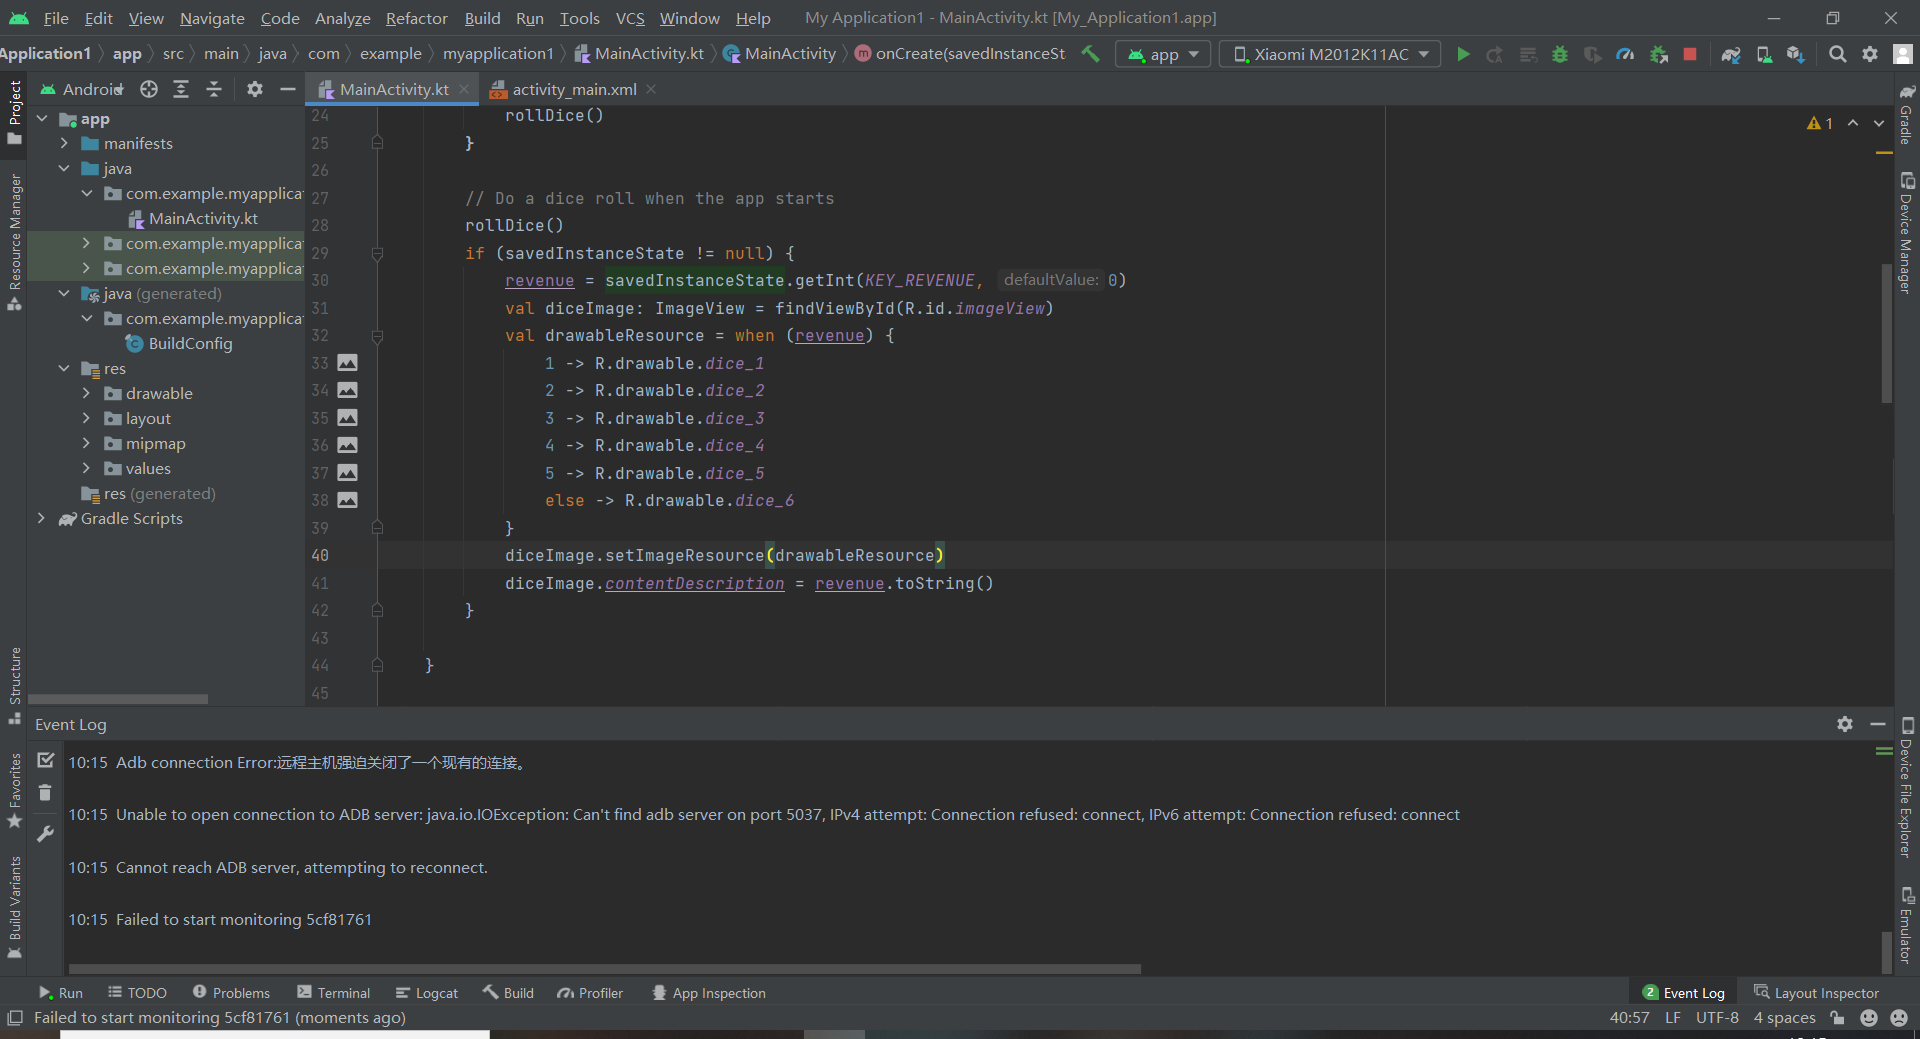 File Edit View Navigate Code Analyze Refactor Build Run Tools VCS Window Help My Application1 - MainActivity.kt [My_Application1.app]
Application1 app src main java com example myapplication1 MainActivity.kt MainActivity onCreate(savedInstanceSt app Xiaomi M2012K11AC
Android
MainActivity.kt activity_main.xml
Project
Resource Manager
Structure
Favorites
Build Variants
app
manifests
java
com.example.myapplicat
MainActivity.kt
com.example.myapplicat
com.example.myapplicat
java (generated)
com.example.myapplicat
BuildConfig
res
drawable
layout
mipmap
values
res (generated)
Gradle Scripts
24 rollDice()
25 }
26
27 // Do a dice roll when the app starts
28 rollDice()
29 if (savedInstanceState != null) {
30 revenue = savedInstanceState.getInt(KEY_REVENUE, defaultValue: 0)
31 val diceImage: ImageView = findViewById(R.id.imageView)
32 val drawableResource = when (revenue) {
33 1 -> R.drawable.dice_1
34 2 -> R.drawable.dice_2
35 3 -> R.drawable.dice_3
36 4 -> R.drawable.dice_4
37 5 -> R.drawable.dice_5
38 else -> R.drawable.dice_6
39 }
40 diceImage.setImageResource(drawableResource)
41 diceImage.contentDescription = revenue.toString()
42 }
43
44 }
45
1
Gradle
Device Manager
Device File Explorer
Emulator
Event Log
10:15 Adb connection Error:远程主机强迫关闭了一个现有的连接。
10:15 Unable to open connection to ADB server: java.io.IOException: Can't find adb server on port 5037, IPv4 attempt: Connection refused: connect, IPv6 attempt: Connection refused: connect
10:15 Cannot reach ADB server, attempting to reconnect.
10:15 Failed to start monitoring 5cf81761
Run TODO Problems Terminal Logcat Build Profiler App Inspection 2 Event Log Layout Inspector
Failed to start monitoring 5cf81761 (moments ago) 40:57 LF UTF-8 4 spaces